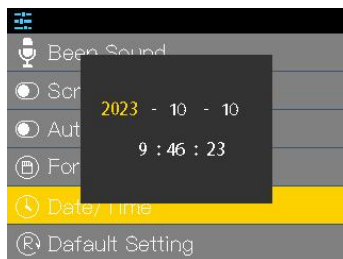 Beep Sound
Scr
2023 - 10 - 10
Aut
9 : 46 : 23
For
Date/Time
Dafault Setting